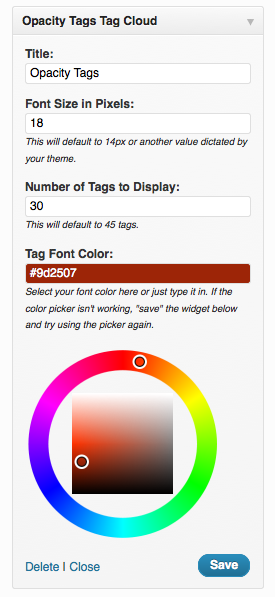 Opacity Tags Tag Cloud
Title:
Opacity Tags
Font Size in Pixels:
18
This will default to 14px or another value dictated by
your theme.
Number of Tags to Display:
30
This will default to 45 tags.
Tag Font Color:
#9d2507
Select your font color here or just type it in. If the
color picker isn't working, "save" the widget below
and try using the picker again.
Delete | Close
Save